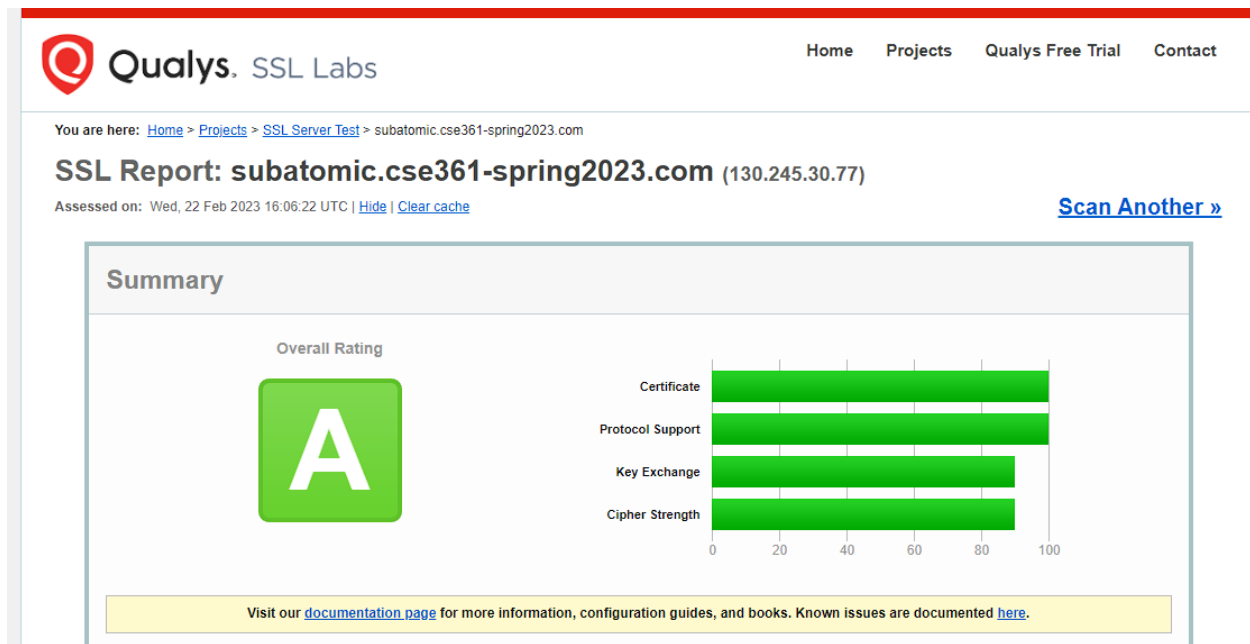 Qualys. SSL Labs
Home Projects Qualys Free Trial Contact
You are here: Home > Projects > SSL Server Test > subatomic.cse361-spring2023.com
SSL Report: subatomic.cse361-spring2023.com (130.245.30.77)
Assessed on: Wed, 22 Feb 2023 16:06:22 UTC | Hide | Clear cache
Scan Another »
Summary
Overall Rating
A
Certificate
Protocol Support
Key Exchange
Cipher Strength
0 20 40 60 80 100
Visit our documentation page for more information, configuration guides, and books. Known issues are documented here.